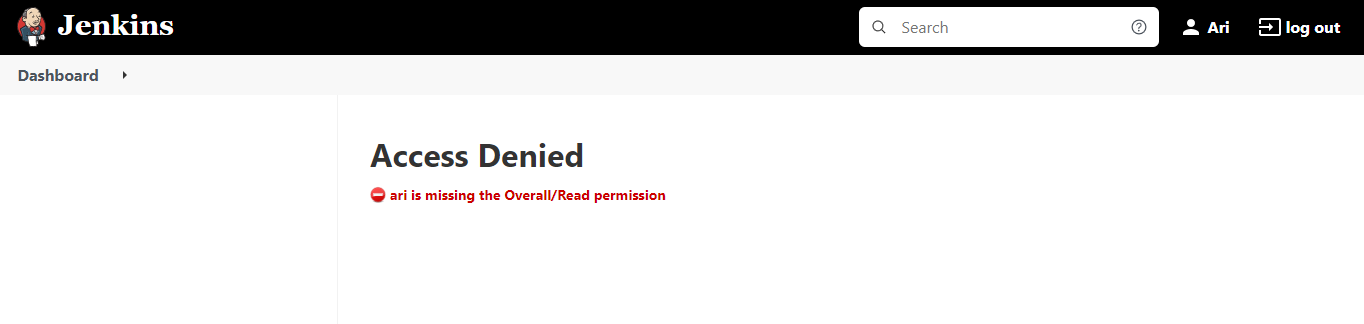 Jenkins
Search
Ari
log out
Dashboard
Access Denied
ari is missing the Overall/Read permission